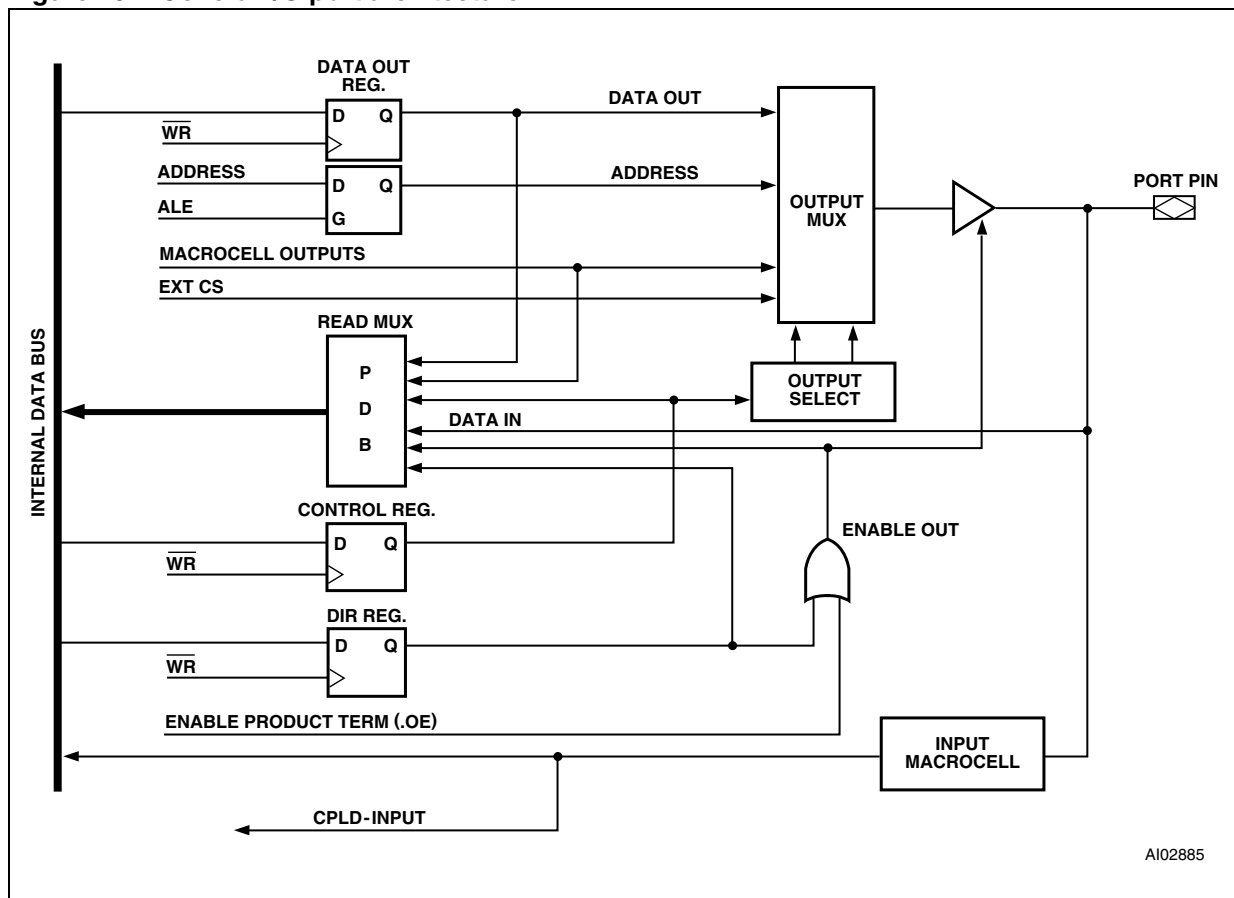 DATA OUT
REG.
D Q
DATA OUT
WR
ADDRESS
D Q
ADDRESS
ALE
G
OUTPUT
MUX
PORT PIN
MACROCELL OUTPUTS
EXT CS
READ MUX
P
D
B
OUTPUT
SELECT
DATA IN
INTERNAL DATA BUS
CONTROL REG.
D Q
WR
ENABLE OUT
DIR REG.
D Q
WR
ENABLE PRODUCT TERM (.OE)
INPUT
MACROCELL
CPLD-INPUT
AI02885